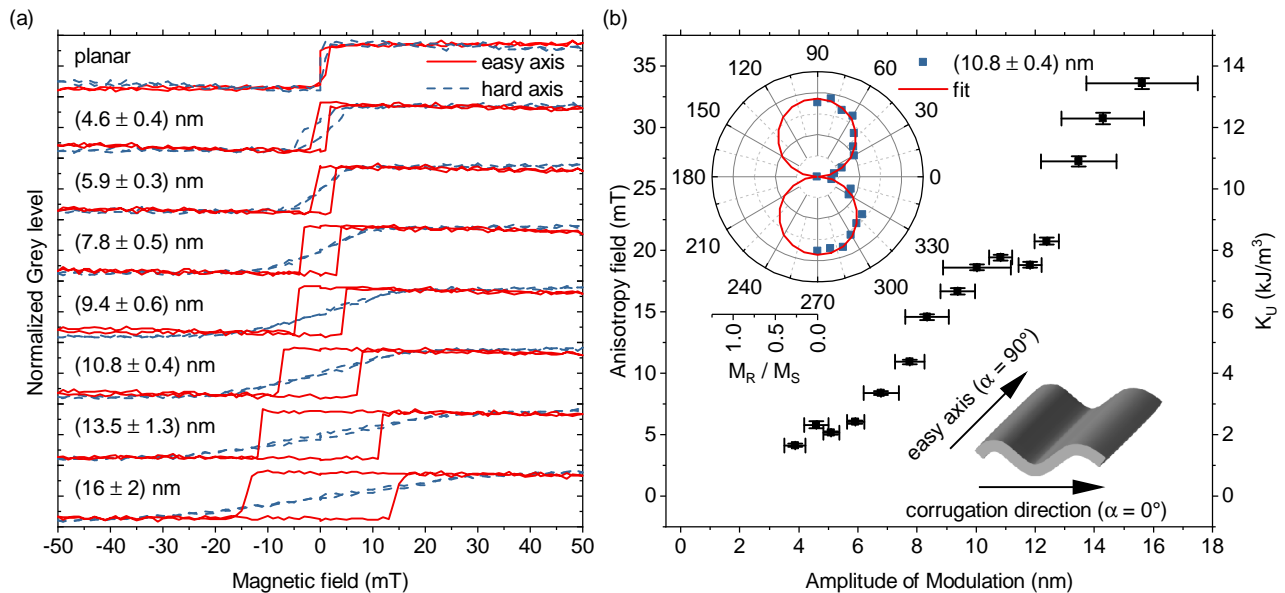 (a)
Normalized Grey level
planar
easy axis
hard axis
(4.6 ± 0.4) nm
(5.9 ± 0.3) nm
(7.8 ± 0.5) nm
(9.4 ± 0.6) nm
(10.8 ± 0.4) nm
(13.5 ± 1.3) nm
(16 ± 2) nm
-50 -40 -30 -20 -10 0 10 20 30 40 50
Magnetic field (mT)
(b)
Anisotropy field (mT)
35
30
25
20
15
10
5
0
90
120 60
150 30
180 0
210 330
240 300
270
(10.8 ± 0.4) nm
fit
1.0 0.5 0.0
M_R / M_S
easy axis (α = 90°)
corrugation direction (α = 0°)
14
12
10
8
6
4
2
0
K_U (kJ/m³)
0 2 4 6 8 10 12 14 16 18
Amplitude of Modulation (nm)